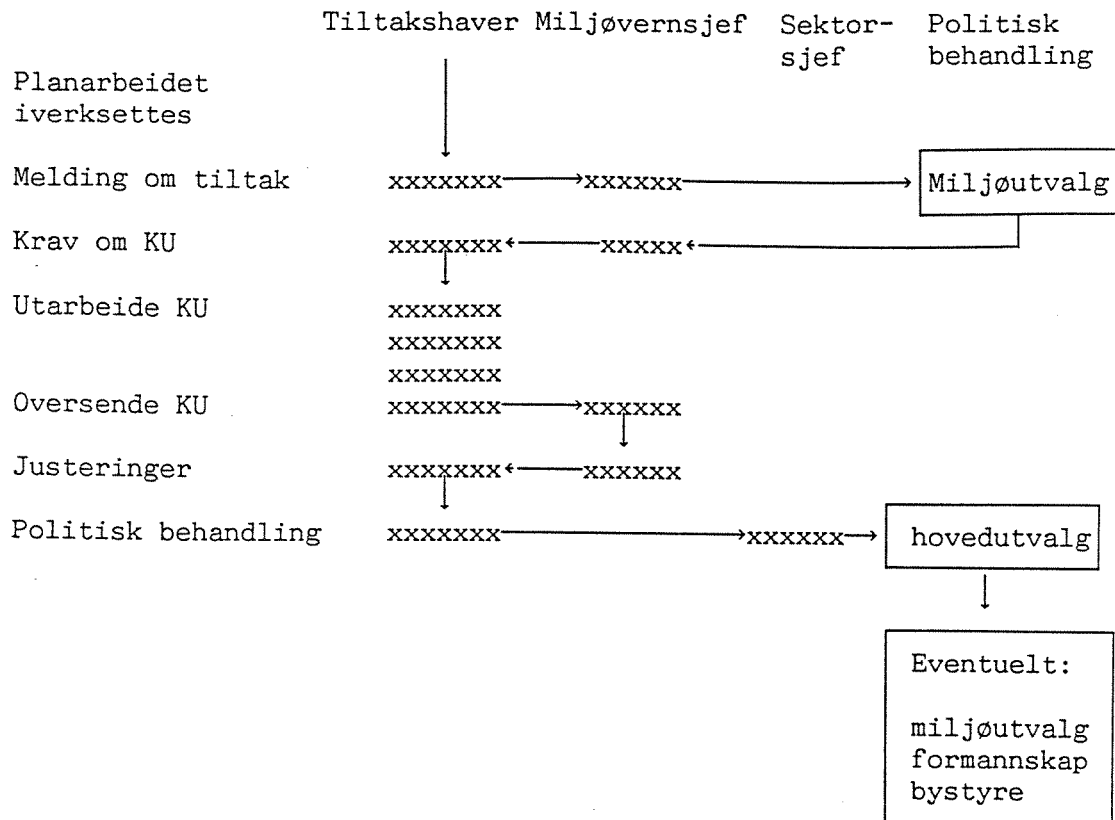 Tiltakshaver Miljøvernsjef Sektor- Politisk
sjef behandling
Planarbeidet
iverksettes
Melding om tiltak xxxxxxx xxxxxx Miljøutvalg
Krav om KU xxxxxxx xxxxx
Utarbeide KU xxxxxxx
xxxxxxx
xxxxxxx
Oversende KU xxxxxxx xxxxxx
Justeringer xxxxxxx xxxxxx
Politisk behandling xxxxxxx xxxxxx hovedutvalg
Eventuelt:
miljøutvalg
formannskap
bystyre